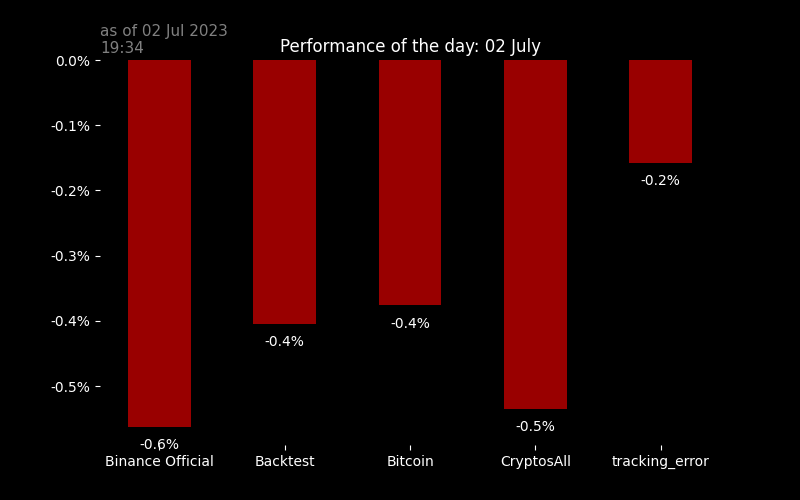 as of 02 Jul 2023
19:34
Performance of the day: 02 July
0.0%
-0.1%
-0.2%
-0.3%
-0.4%
-0.5%
-0.6%
-0.4%
-0.4%
-0.5%
-0.2%
Binance Official
Backtest
Bitcoin
CryptosAll
tracking_error